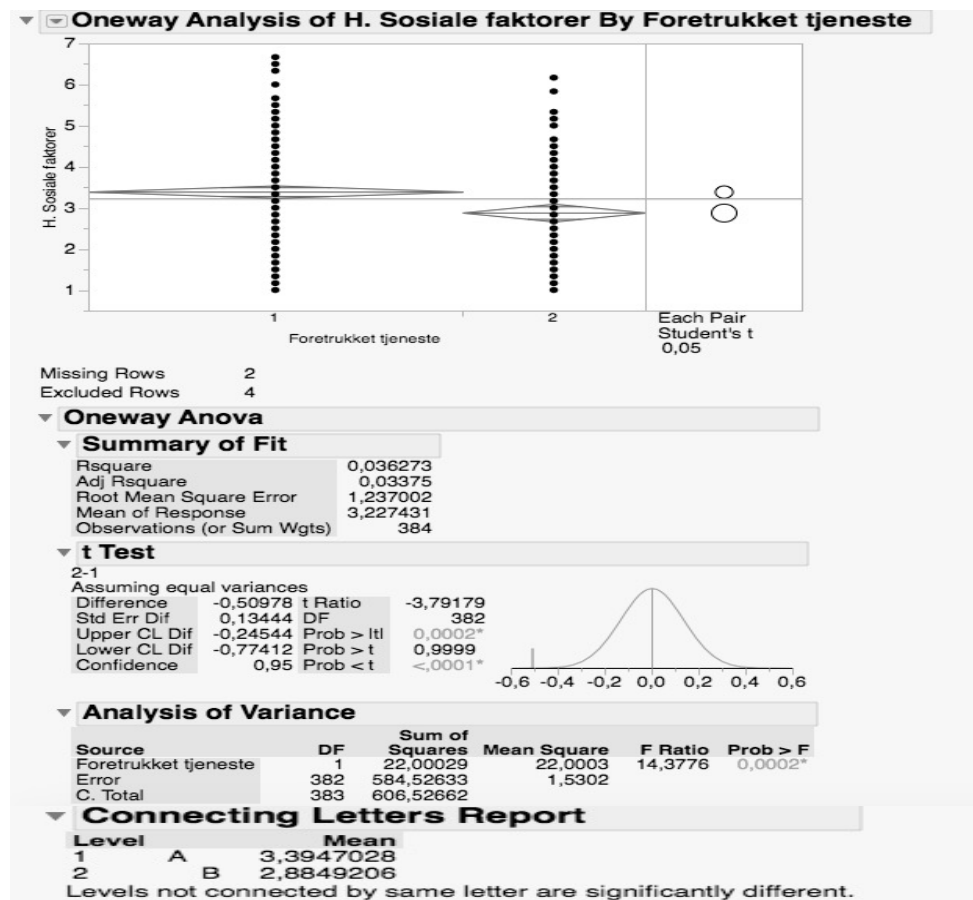 Oneway Analysis of H. Sosiale faktorer By Foretrukket tjeneste
7
6
5
4
3
2
1
H. Sosiale faktorer
1 2
Foretrukket tjeneste
Each Pair
Student's t
0,05
Missing Rows 2
Excluded Rows 4
Oneway Anova
Summary of Fit
Rsquare 0,036273
Adj Rsquare 0,03375
Root Mean Square Error 1,237002
Mean of Response 3,227431
Observations (or Sum Wgts) 384
t Test
2-1
Assuming equal variances
Difference -0,50978 t Ratio -3,79179
Std Err Dif 0,13444 DF 382
Upper CL Dif -0,24544 Prob > |t| 0,0002*
Lower CL Dif -0,77412 Prob > t 0,9999
Confidence 0,95 Prob < t <,0001*
-0,6 -0,4 -0,2 0,0 0,2 0,4 0,6
Analysis of Variance
Source DF Sum of Squares Mean Square F Ratio Prob > F
Foretrukket tjeneste 1 22,00029 22,0003 14,3776 0,0002*
Error 382 584,52633 1,5302
C. Total 383 606,52662
Connecting Letters Report
Level Mean
1 A 3,3947028
2 B 2,8849206
Levels not connected by same letter are significantly different.